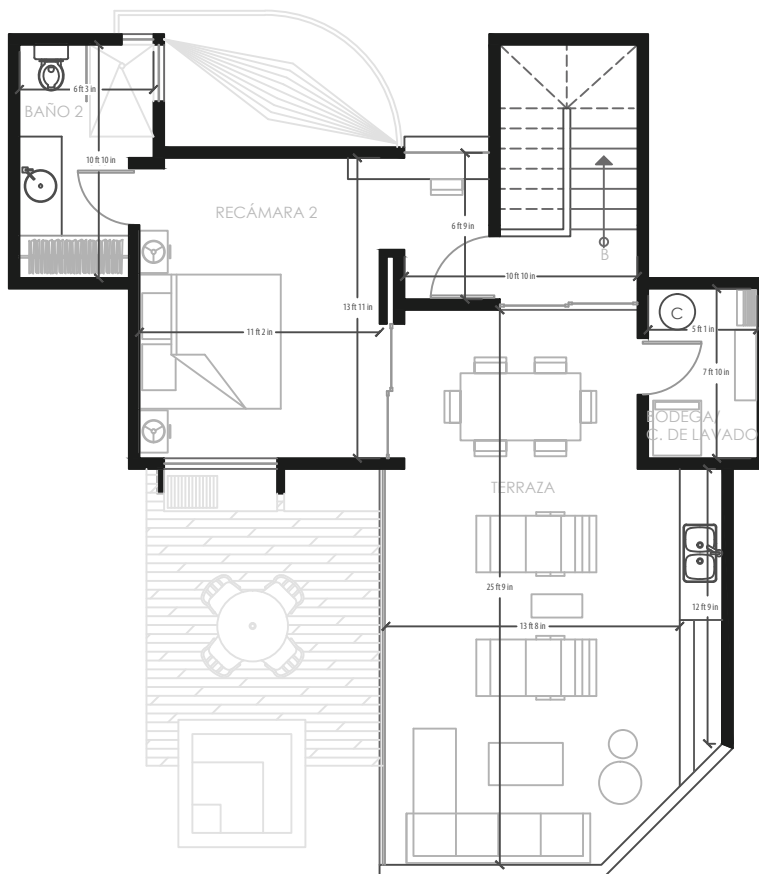 6 ft 3 in
BAÑO 2
10 ft 10 in
RECÁMARA 2
6 ft 9 in
B
10 ft 10 in
13 ft 11 in
11 ft 2 in
C
5 ft 1 in
7 ft 10 in
BODEGA/
C. DE LAVADO
TERRAZA
25 ft 9 in
12 ft 9 in
13 ft 8 in